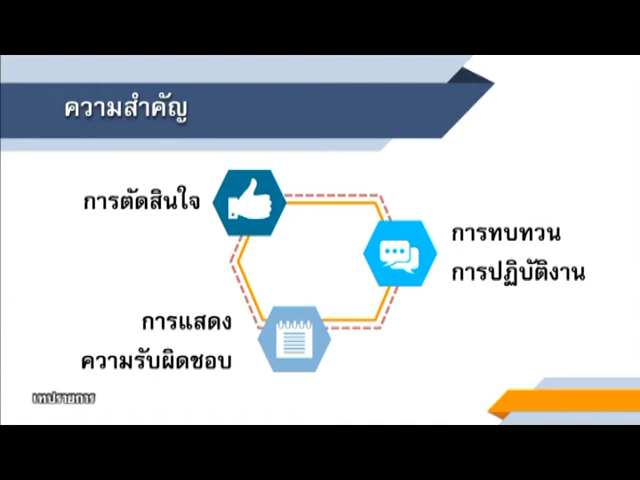 ความสำคัญ
การตัดสินใจ
การทบทวน
การปฏิบัติงาน
การแสดง
ความรับผิดชอบ
เทปรายการ